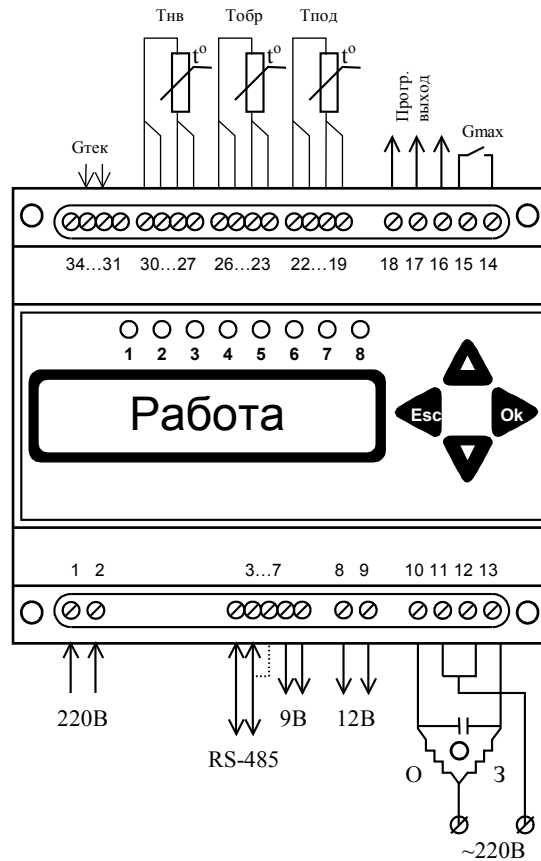 Тнв Тобр Тпод
t° t° t°
Прогр. выход
Gтек
Gmax
34...31 30...27 26...23 22...19 18 17 16 15 14
1 2 3 4 5 6 7 8
Работа
Esc Ok
1 2 3...7 8 9 10 11 12 13
220В
RS-485
9В
12В
О З
~220В